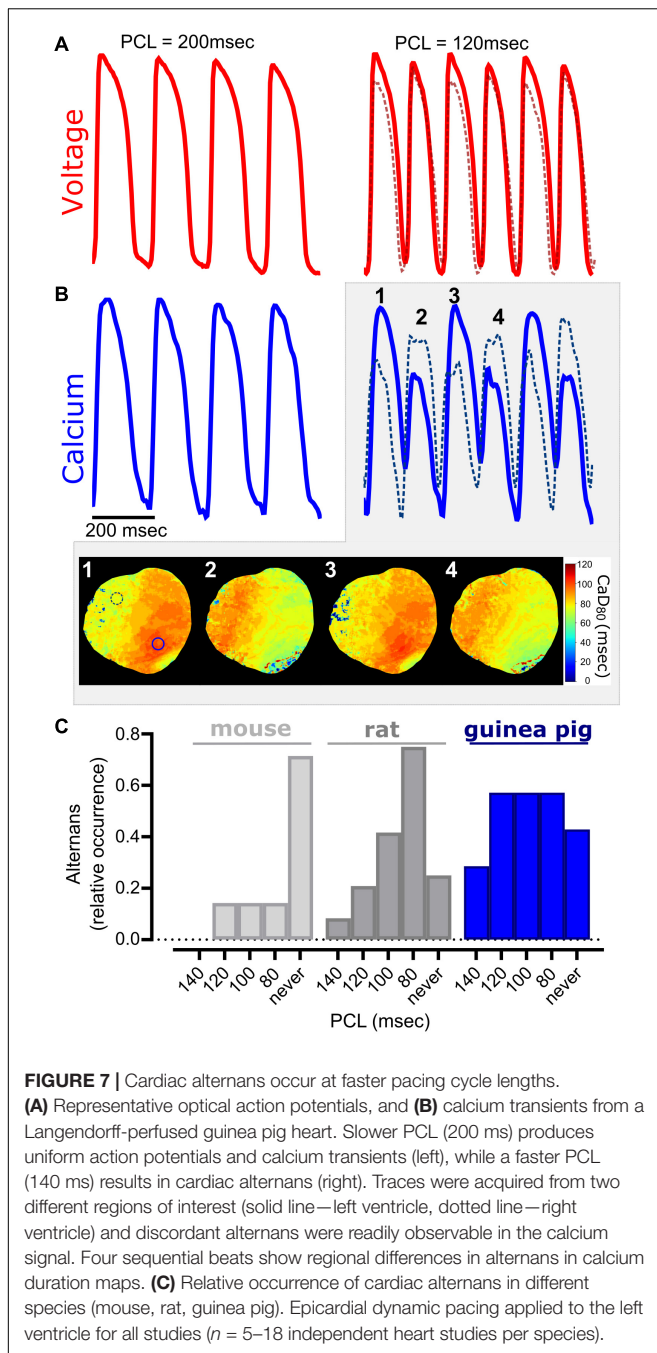 A
PCL = 200msec
PCL = 120msec
Voltage
B
1
2
3
4
Calcium
200 msec
1
2
3
4
120
100
80
60
40
20
0
CaD80 (msec)
C
mouse
rat
guinea pig
0.8
0.6
0.4
0.2
0.0
Alternans
(relative occurrence)
140
120
100
80
never
140
120
100
80
never
140
120
100
80
never
PCL (msec)
FIGURE 7 | Cardiac alternans occur at faster pacing cycle lengths.
(A) Representative optical action potentials, and (B) calcium transients from a
Langendorff-perfused guinea pig heart. Slower PCL (200 ms) produces
uniform action potentials and calcium transients (left), while a faster PCL
(140 ms) results in cardiac alternans (right). Traces were acquired from two
different regions of interest (solid line—left ventricle, dotted line—right
ventricle) and discordant alternans were readily observable in the calcium
signal. Four sequential beats show regional differences in alternans in calcium
duration maps. (C) Relative occurrence of cardiac alternans in different
species (mouse, rat, guinea pig). Epicardial dynamic pacing applied to the left
ventricle for all studies (n = 5–18 independent heart studies per species).